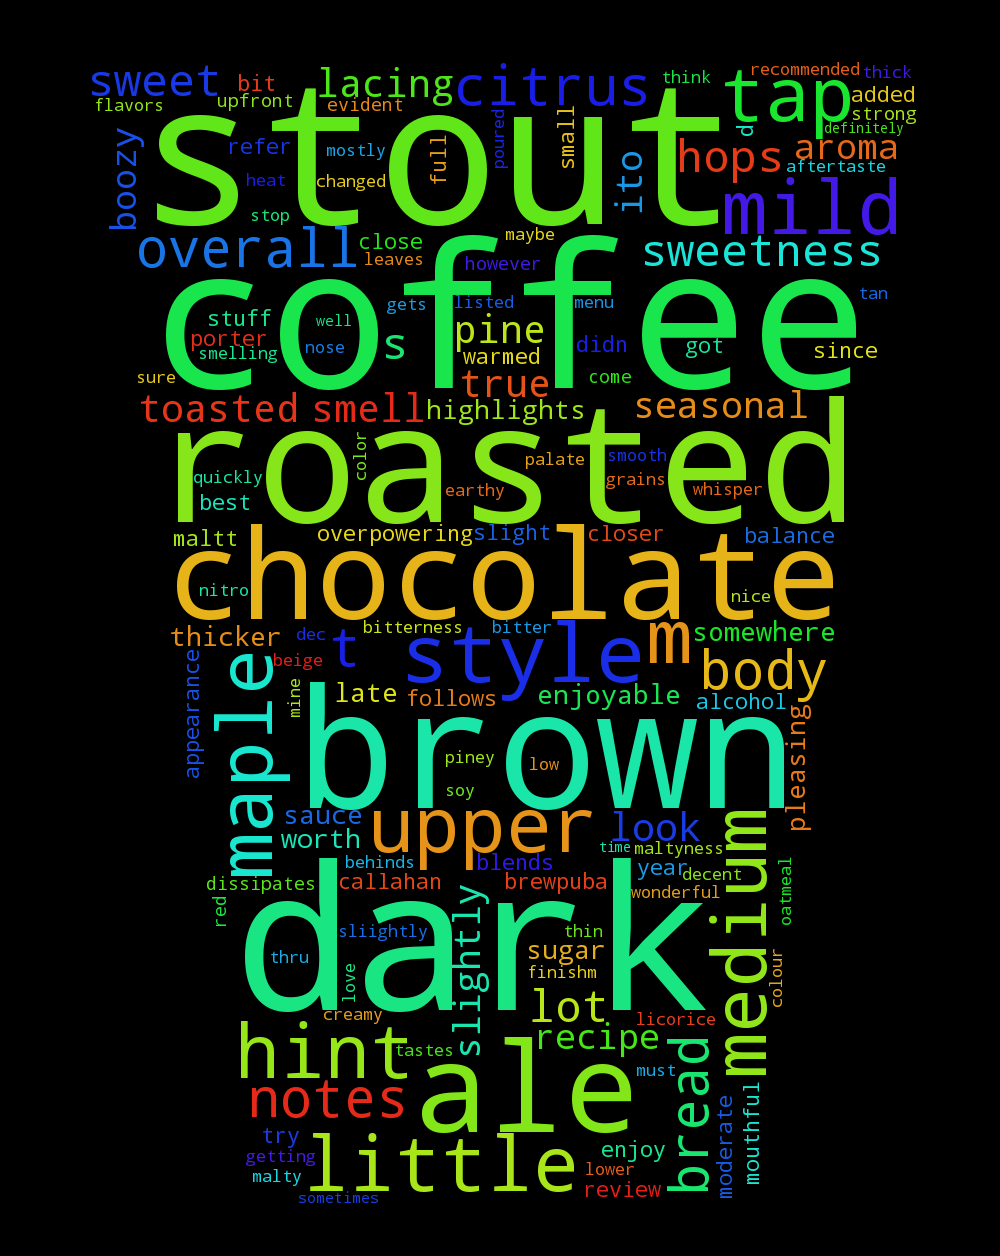 sweet bit lacing citrus think recommended thick
flavors upfront evident poured small tap added
strong
boozy stout d definitely
refer mostly full hops aroma
heat changed ito aftertaste
stop mild
overall close maybe sweetness
leaves however
coffee tan
gets listed menu
stuff well pine
porter s didn got since
smelling nose warmed
sure true come
toasted smell highlights seasonal
roasted
color palate smooth
quickly earthy grains whisper
best
maltt overpowering slight closer balance
chocolate
nitro nice
thicker dec t bitterness bitter m somewhere
beige style
appearance maple mine late follows enjoyable body alcohol
brown pleasing
piney low
soy
sauce upper look
worth time maltyness
behinds blends year decent medium
dissipates callahan brewpuba wonderful oatmeal
red dark
sliightly slightly thin
thru sugar
love finishm colour
creamy lot licorice
hint tastes recipe
ale must bread
notes moderate mouthful
try little enjoy
getting lower
malty review
sometimes